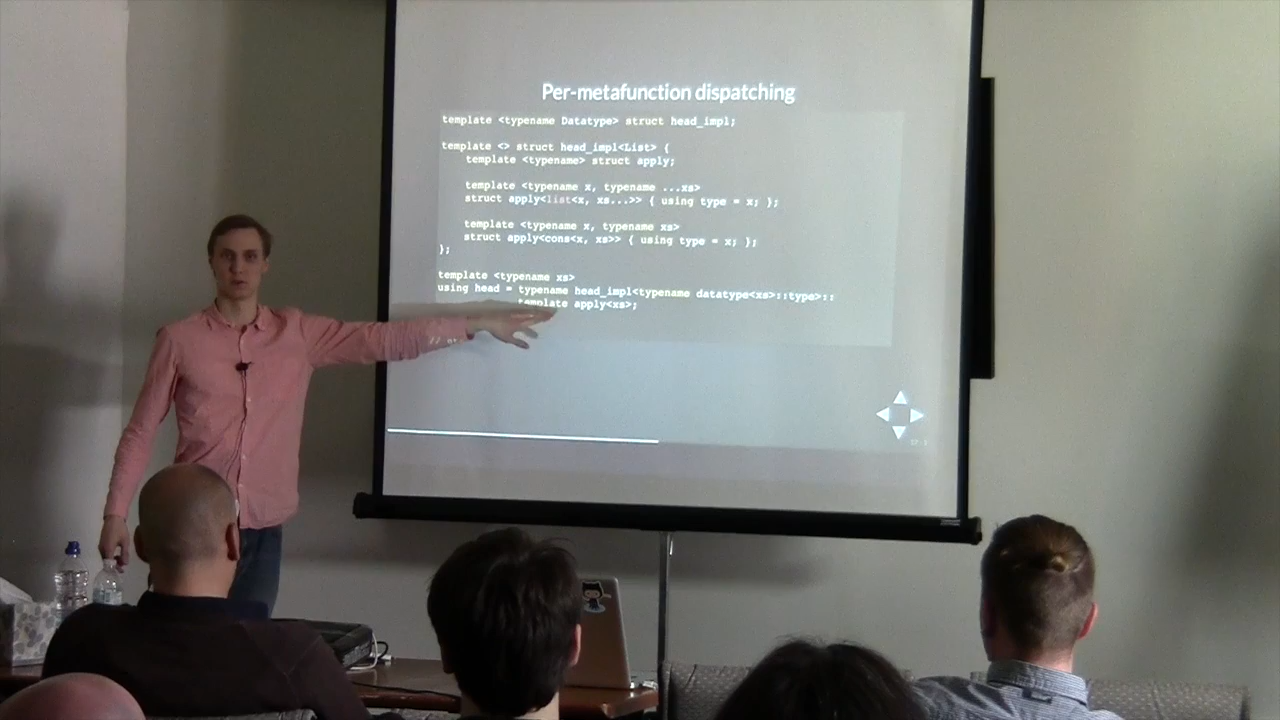 Per-metafunction dispatching
template <typename Datatype> struct head_impl;
template <> struct head_impl<List> {
template <typename> struct apply;
template <typename x, typename ...xs>
struct apply<list<x, xs...>> { using type = x; };
template <typename x, typename xs>
struct apply<cons<x, xs>> { using type = x; };
};
template <typename xs>
using head = typename head_impl<typename datatype<xs>::type>::
template apply<xs>;
//